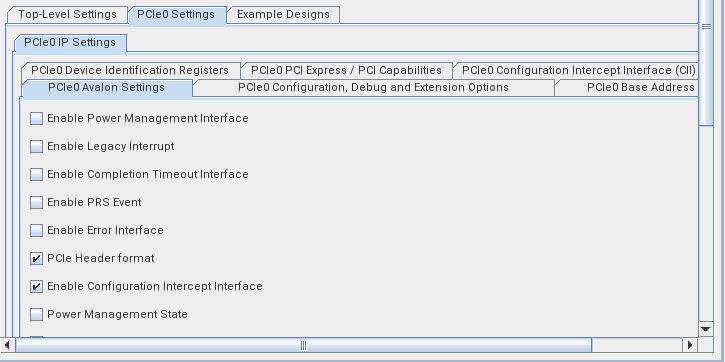 Top-Level Settings PCIe0 Settings Example Designs
PCIe0 IP Settings
PCIe0 Device Identification Registers PCIe0 PCI Express / PCI Capabilities PCIe0 Configuration Intercept Interface (CII)
PCIe0 Avalon Settings PCIe0 Configuration, Debug and Extension Options PCIe0 Base Address
Enable Power Management Interface
Enable Legacy Interrupt
Enable Completion Timeout Interface
Enable PRS Event
Enable Error Interface
PCIe Header format
Enable Configuration Intercept Interface
Power Management State